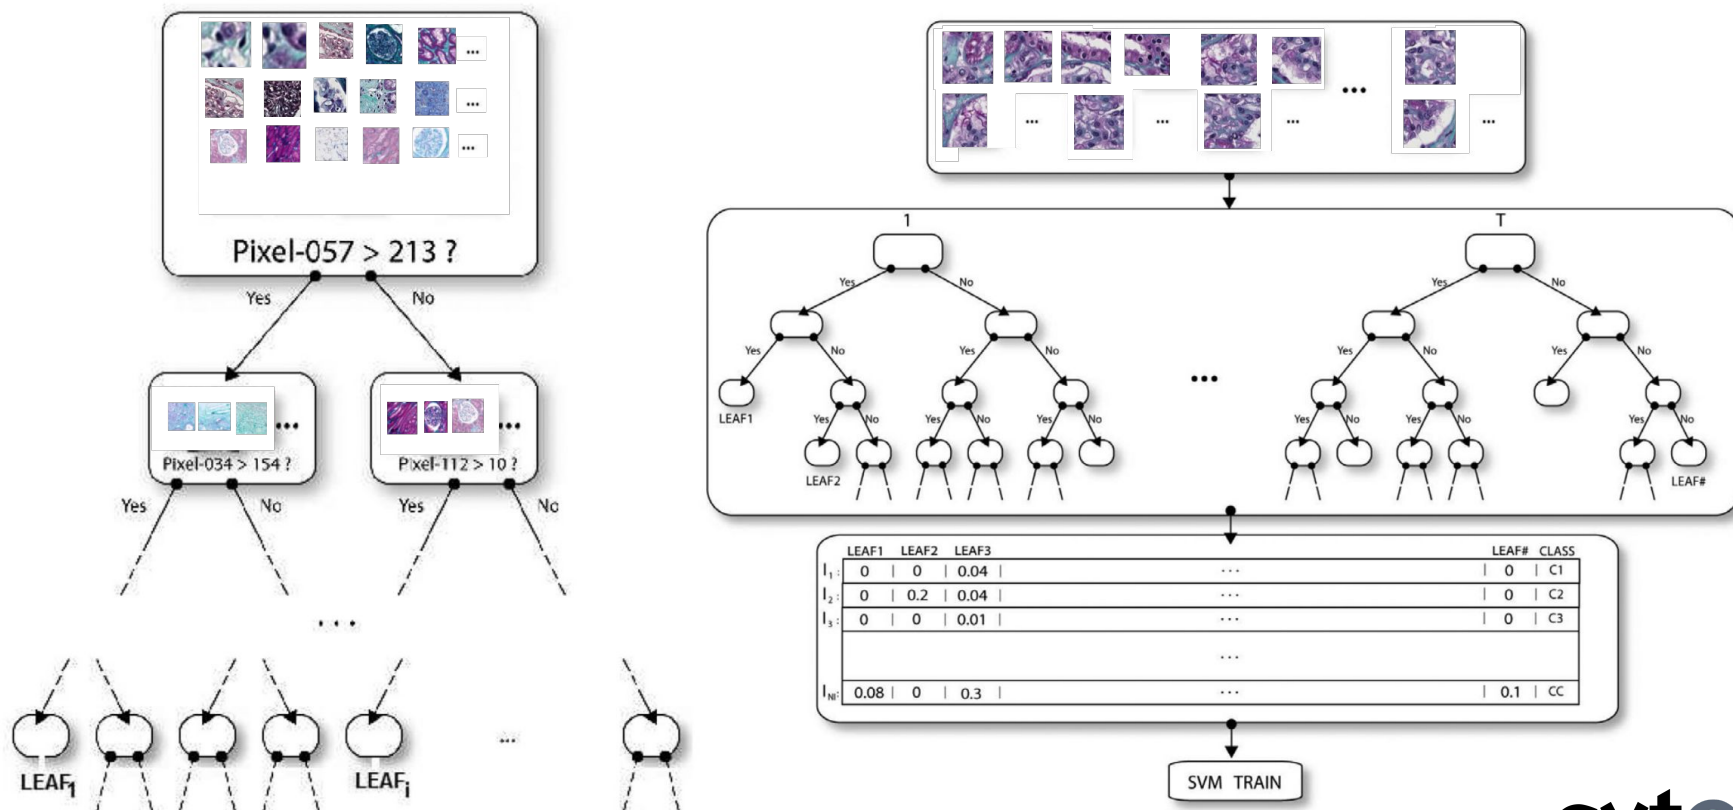 ...
...
...
Pixel-057 > 213 ?
Yes No
...
Pixel-034 > 154 ?
Yes No
...
Pixel-112 > 10 ?
Yes No
...
...
LEAF1
LEAFi
...
... ... ... ...
1 ... T
Yes No
Yes No
Yes No
Yes No
Yes No
Yes No
LEAF1
Yes No
Yes No
Yes No
Yes No
Yes No
Yes No
LEAF2
LEAF#
LEAF1 LEAF2 LEAF3 LEAF# CLASS
I1: 0 | 0 | 0.04 | ... | 0 | C1
I2: 0 | 0.2 | 0.04 | ... | 0 | C2
I3: 0 | 0 | 0.01 | ... | 0 | C3
...
INI: 0.08 | 0 | 0.3 | ... | 0.1 | CC
SVM TRAIN